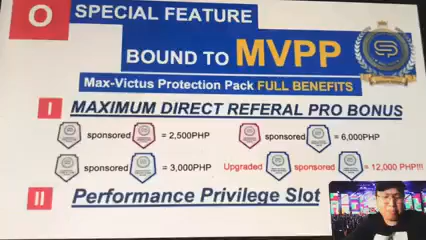 O SPECIAL FEATURE
BOUND TO MVPP
Max-Victus Protection Pack FULL BENEFITS
I MAXIMUM DIRECT REFERAL PRO BONUS
sponsored = 2,500PHP
sponsored = 6,000PHP
sponsored = 3,000PHP
Upgraded sponsored = 12,000 PHP!!!
II Performance Privilege Slot